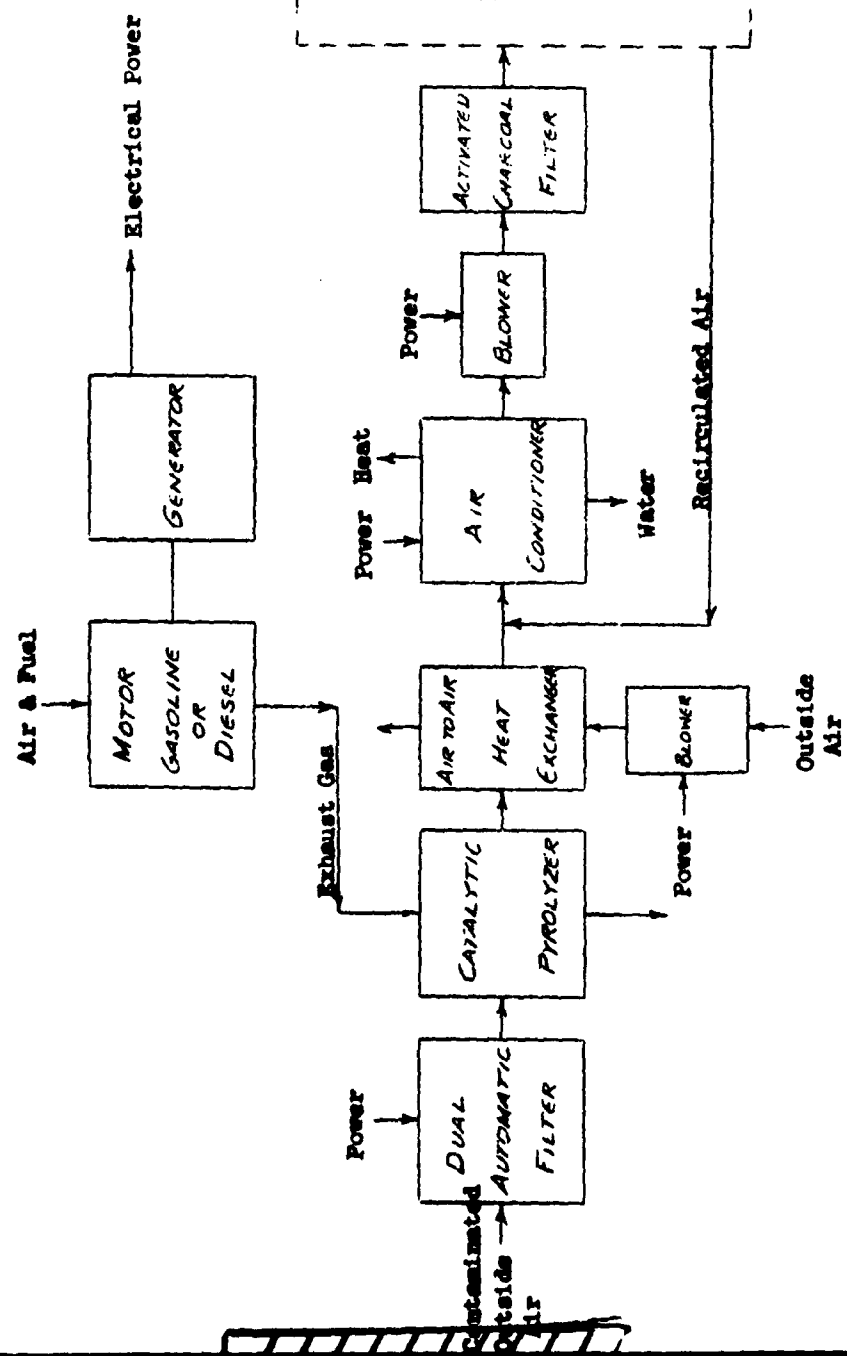 Air & Fuel
MOTOR
GASOLINE
OR
DIESEL
GENERATOR
Electrical Power
Exhaust Gas
Contaminated
Outside
Air
Power
DUAL
AUTOMATIC
FILTER
CATALYTIC
PYROLYZER
AIR TO AIR
HEAT
EXCHANGER
Power
BLOWER
Outside
Air
Power Heat
AIR
CONDITIONER
Water
Power
BLOWER
ACTIVATED
CHARCOAL
FILTER
Recirculated Air